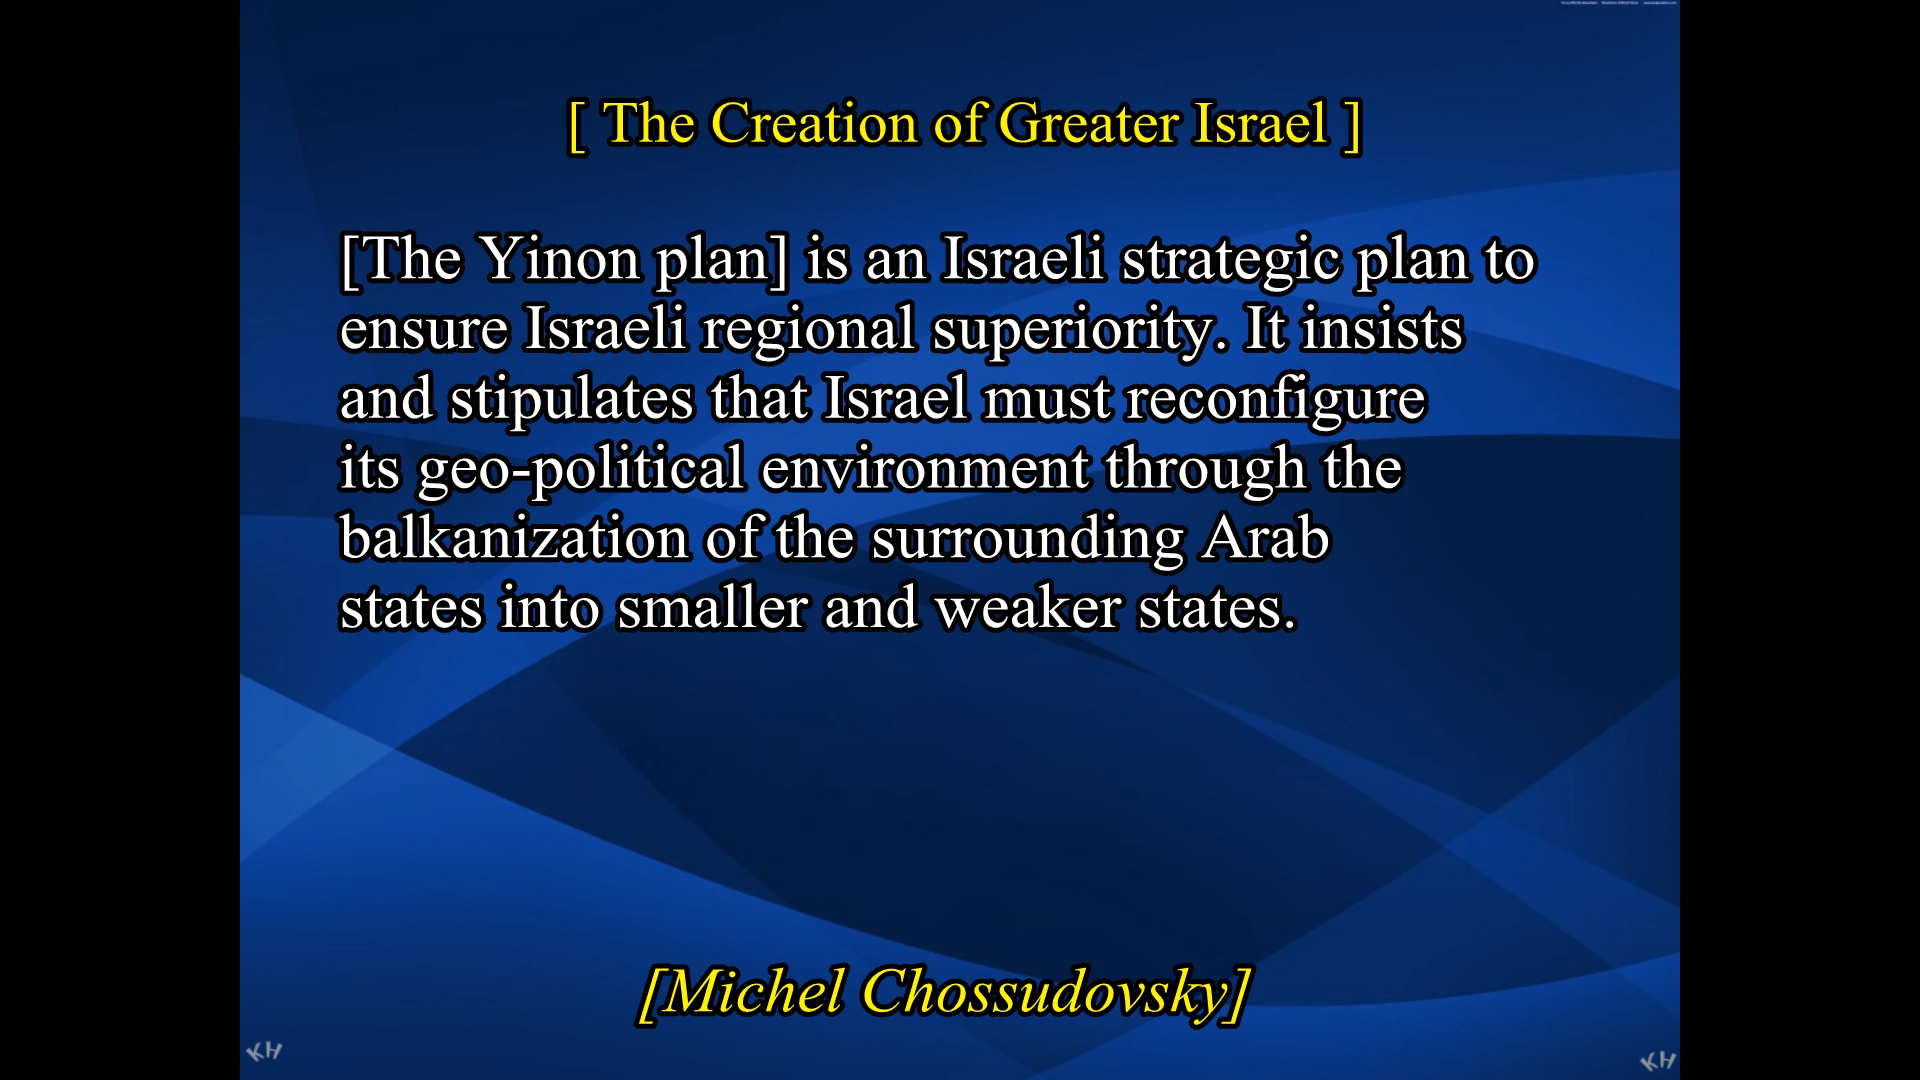 [ The Creation of Greater Israel ]
[The Yinon plan] is an Israeli strategic plan to
ensure Israeli regional superiority. It insists
and stipulates that Israel must reconfigure
its geo-political environment through the
balkanization of the surrounding Arab
states into smaller and weaker states.
[Michel Chossudovsky]
KH
KH